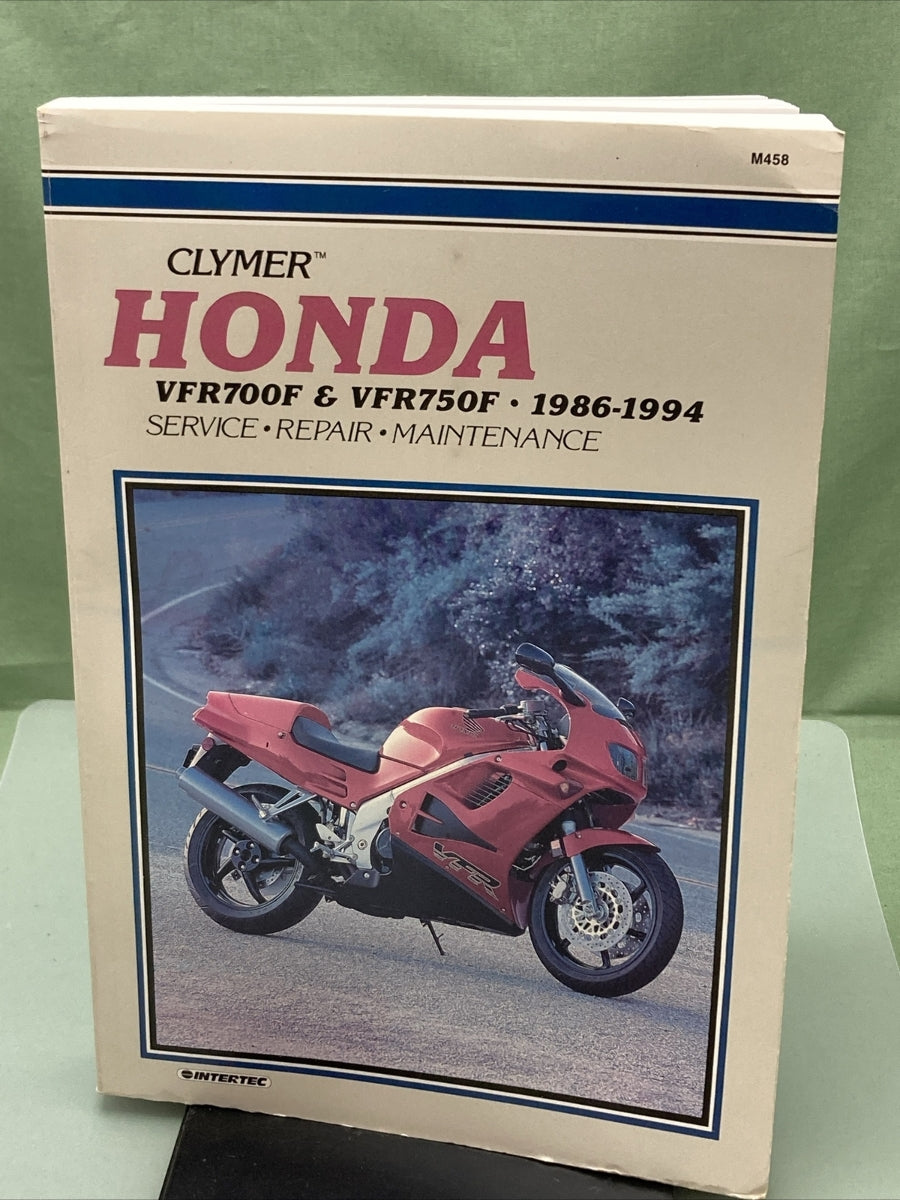 M458
CLYMER™
HONDA
VFR700F & VFR750F • 1986-1994
SERVICE • REPAIR • MAINTENANCE
VFR
INTERTEC